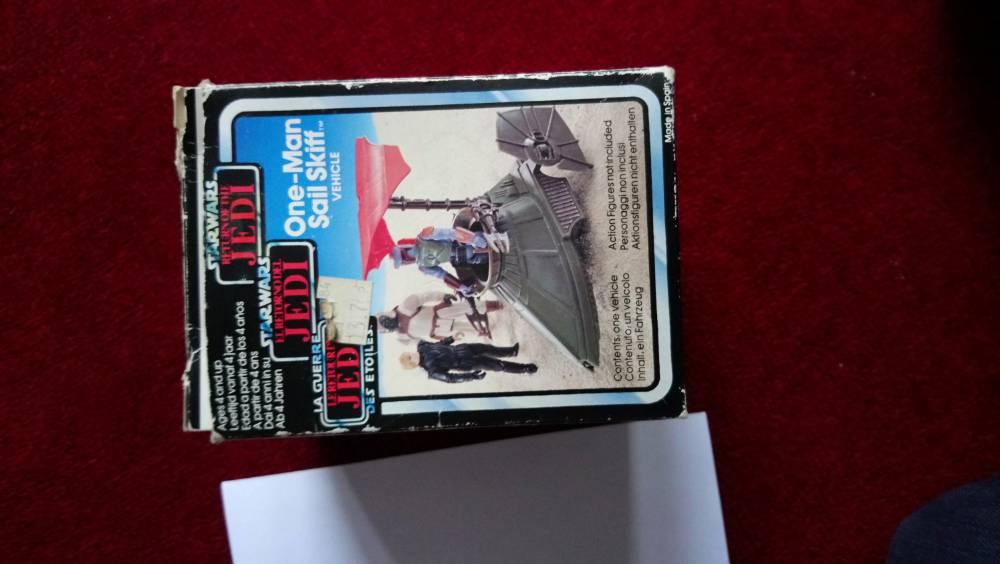 Ages 4 and up
Leeftijd vanaf 4 jaar
Edad a partir de los 4 años
A partir de 4 ans
Dai 4 anni in su
Ab 4 Jahren
STAR WARS
RETURN OF THE
JEDI
STAR WARS
EL RETORNO DEL
JEDI
LA GUERRE
LE RETOUR
JED
DES ETOILES
One-Man
Sail Skiff™
VEHICLE
Contents: one vehicle
Contenuto: un veicolo
Inhalt: ein Fahrzeug
Action Figures not included
Personaggi non inclusi
Aktionsfiguren nicht enthalten
Made in Spain